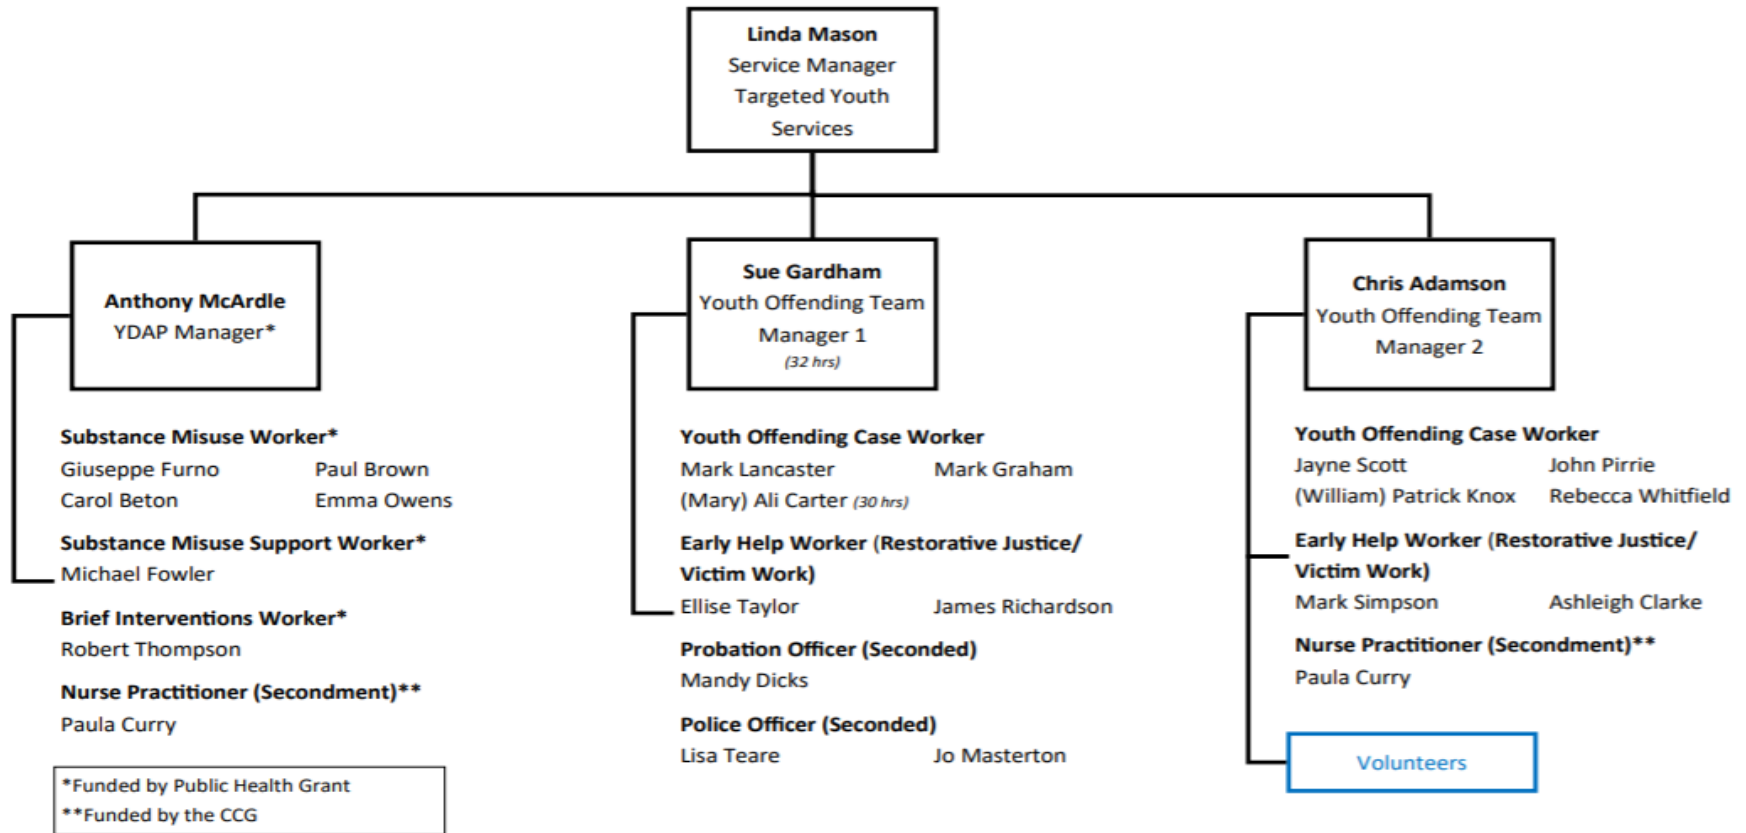 Linda Mason
Service Manager
Targeted Youth
Services
Anthony McArdle
YDAP Manager*
Substance Misuse Worker*
Giuseppe Furno Paul Brown
Carol Beton Emma Owens
Substance Misuse Support Worker*
Michael Fowler
Brief Interventions Worker*
Robert Thompson
Nurse Practitioner (Secondment)**
Paula Curry
*Funded by Public Health Grant
**Funded by the CCG
Sue Gardham
Youth Offending Team
Manager 1
(32 hrs)
Youth Offending Case Worker
Mark Lancaster Mark Graham
(Mary) Ali Carter (30 hrs)
Early Help Worker (Restorative Justice/
Victim Work)
Ellise Taylor James Richardson
Probation Officer (Seconded)
Mandy Dicks
Police Officer (Seconded)
Lisa Teare Jo Masterton
Chris Adamson
Youth Offending Team
Manager 2
Youth Offending Case Worker
Jayne Scott John Pirrie
(William) Patrick Knox Rebecca Whitfield
Early Help Worker (Restorative Justice/
Victim Work)
Mark Simpson Ashleigh Clarke
Nurse Practitioner (Secondment)**
Paula Curry
Volunteers